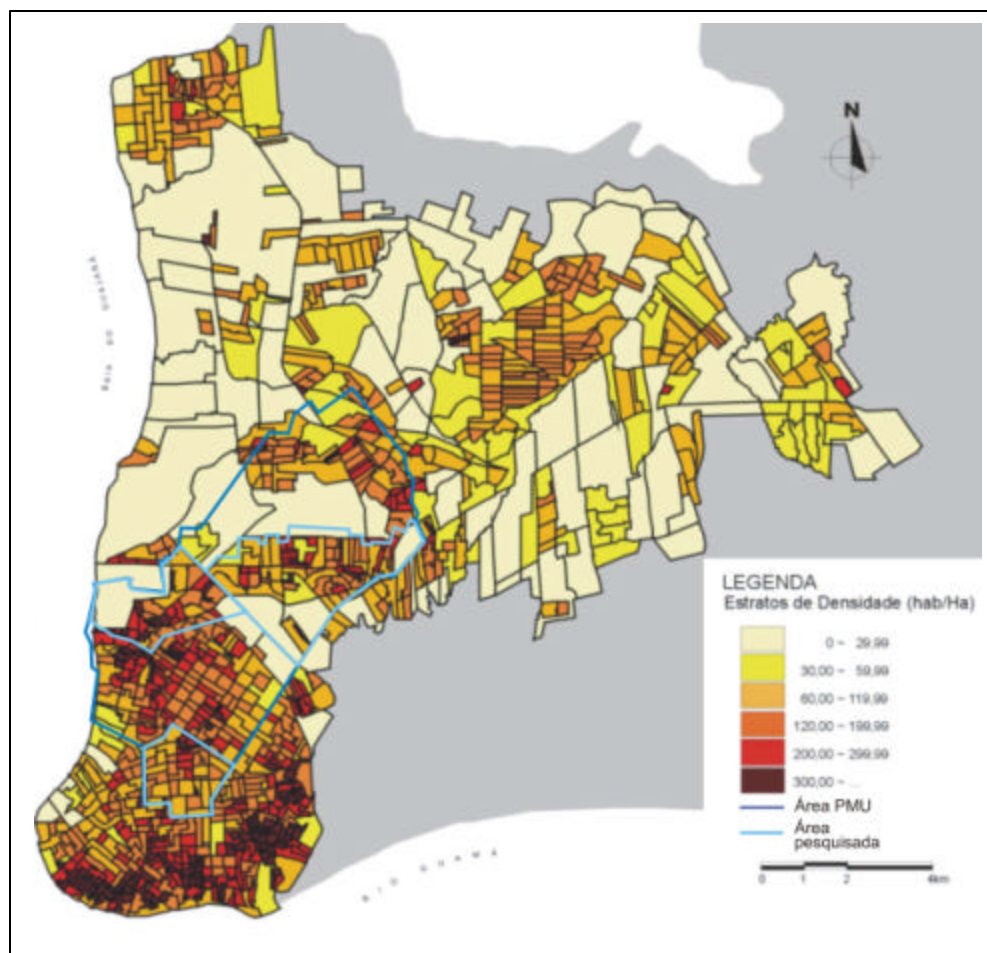 N
BAIA DO GUAJARÁ
LEGENDA
Estratos de Densidade (hab/Ha)
0 ~ 29,99
30,00 ~ 59,99
60,00 ~ 119,99
120,00 ~ 199,99
200,00 ~ 299,99
300,00 ~ ...
Área PMU
Área
pesquisada
0 1 2 4km
RIO GUAMÁ